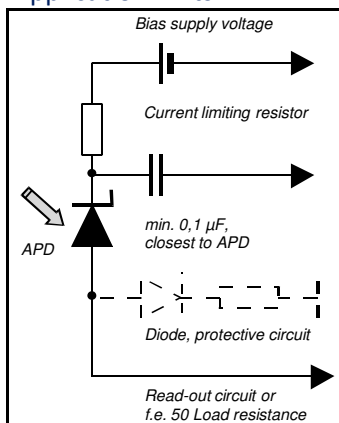 Bias supply voltage
Current limiting resistor
min. 0,1 µF,
closest to APD
APD
Diode, protective circuit
Read-out circuit or
f.e. 50 Load resistance